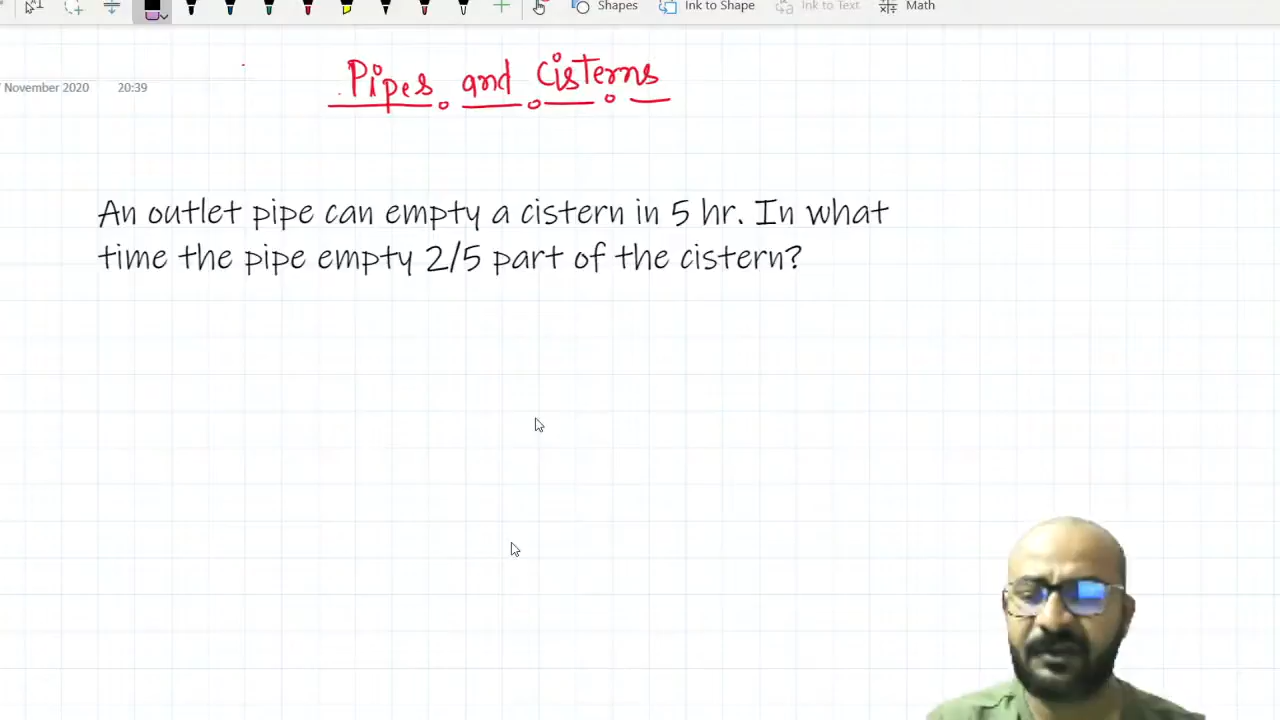 Shapes Ink to Shape Ink to Text Math
November 2020 20:39
Pipes and Cisterns
An outlet pipe can empty a cistern in 5 hr. In what
time the pipe empty 2/5 part of the cistern?